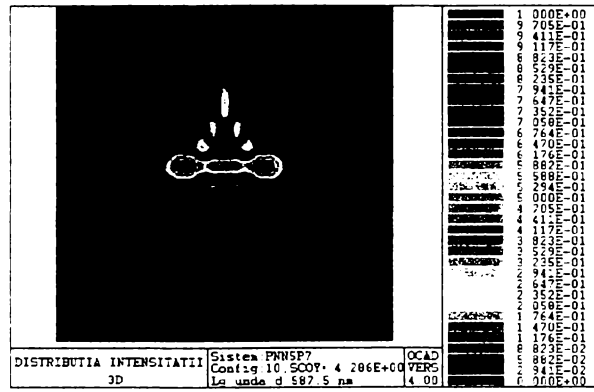 1 000E+00
9 705E-01
9 411E-01
9 117E-01
8 823E-01
8 529E-01
8 235E-01
7 941E-01
7 647E-01
7 352E-01
7 058E-01
6 764E-01
6 470E-01
6 176E-01
5 882E-01
5 588E-01
5 294E-01
5 000E-01
4 705E-01
4 411E-01
4 117E-01
3 823E-01
3 529E-01
3 235E-01
2 941E-01
2 647E-01
2 352E-01
2 058E-01
1 764E-01
1 470E-01
1 176E-01
8 823E-02
5 882E-02
2 941E-02
0 000E+00
DISTRIBUTIA INTENSITATII
3D
Sistem PNNSP7
Config 10, SCOY= 4 286E+00
Lg unda d 587.5 nm
OCAD
VERS
4 00